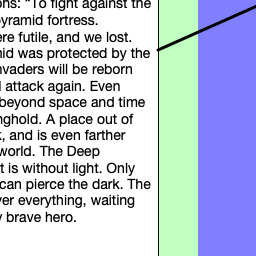 ons: "To fight against the
pyramid fortress.
ere futile, and we lost.
mid was protected by the
nvaders will be reborn
l attack again. Even
beyond space and time
nghold. A place out of
k, and is even farther
world. The Deep
t is without light. Only
can pierce the dark. The
ver everything, waiting
y brave hero.